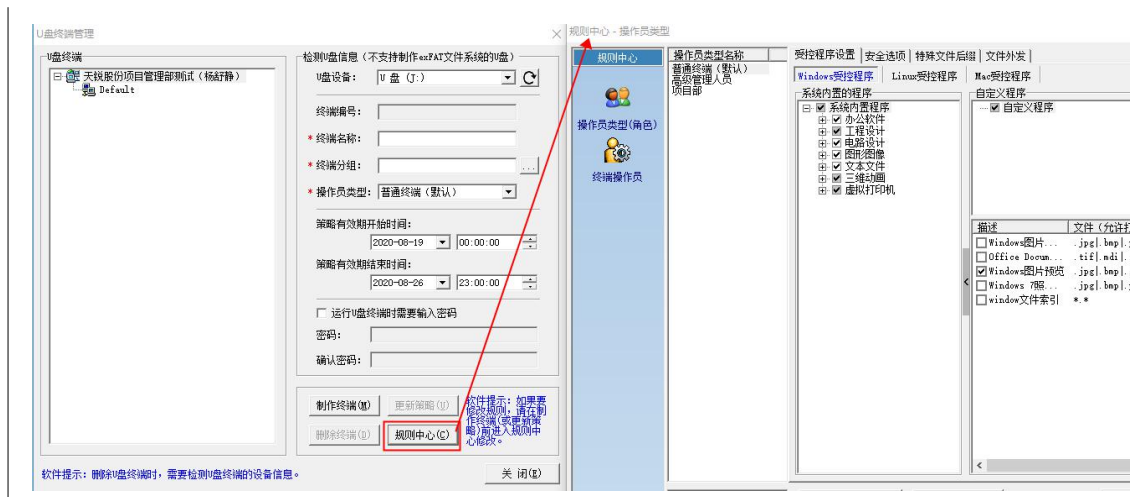 U盘终端管理
U盘终端
天锐股份项目管理部测试（杨舒静）
Default
检测U盘信息（不支持制作exFAT文件系统的U盘）
U盘设备：
U 盘 (J:)
终端编号：
* 终端名称：
* 终端分组：
...
* 操作员类型：
普通终端（默认）
策略有效期开始时间：
2020-08-19
00:00:00
策略有效期结束时间：
2020-08-26
23:00:00
运行U盘终端时需要输入密码
密码：
确认密码：
制作终端(M)
更新策略(U)
删除终端(D)
规则中心(C)
软件提示：如果要
修改规则，请在制
作终端(或更新策
略)前进入规则中
心修改。
软件提示：删除U盘终端时，需要检测U盘终端的设备信息。
关 闭(E)
规则中心 - 操作员类型
规则中心
操作员类型(角色)
终端操作员
操作员类型名称
普通终端（默认）
高级管理人员
项目部
受控程序设置
安全选项
特殊文件后缀
文件外发
Windows受控程序
Linux受控程序
Mac受控程序
系统内置的程序
系统内置程序
办公软件
工程设计
电路设计
图形图像
文本文件
三维动画
虚拟打印机
自定义程序
自定义程序
描述
文件（允许打
Windows图片...
.jpg|.bmp|.
Office Docum...
.tif|.mdi|.
Windows图片预览
.jpg|.bmp|.
Windows 7照...
.jpg|.bmp|.
window文件索引
*.*